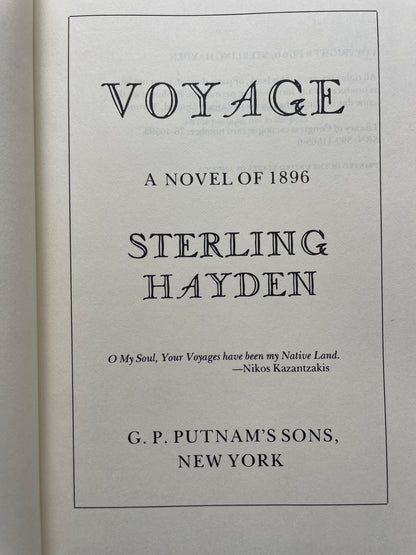 VOYAGE
A NOVEL OF 1896
STERLING
HAYDEN
O My Soul, Your Voyages have been my Native Land.
—Nikos Kazantzakis
G. P. PUTNAM'S SONS,
NEW YORK